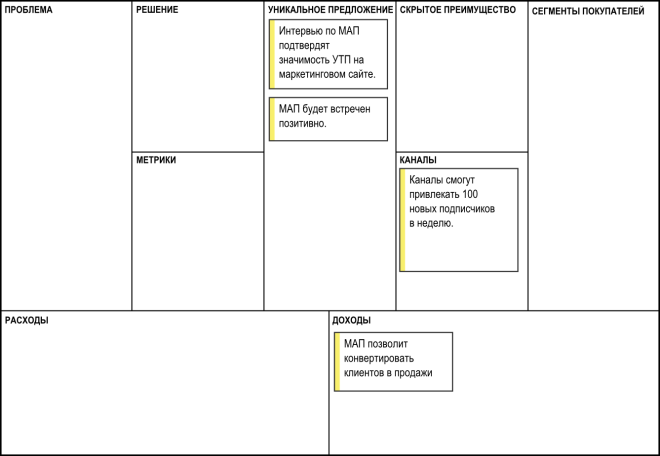 ПРОБЛЕМА
РЕШЕНИЕ
УНИКАЛЬНОЕ ПРЕДЛОЖЕНИЕ
СКРЫТОЕ ПРЕИМУЩЕСТВО
СЕГМЕНТЫ ПОКУПАТЕЛЕЙ
Интервью по МАП
подтвердят
значимость УТП на
маркетинговом сайте.
МАП будет встречен
позитивно.
МЕТРИКИ
КАНАЛЫ
Каналы смогут
привлекать 100
новых подписчиков
в неделю.
РАСХОДЫ
ДОХОДЫ
МАП позволит
конвертировать
клиентов в продажи